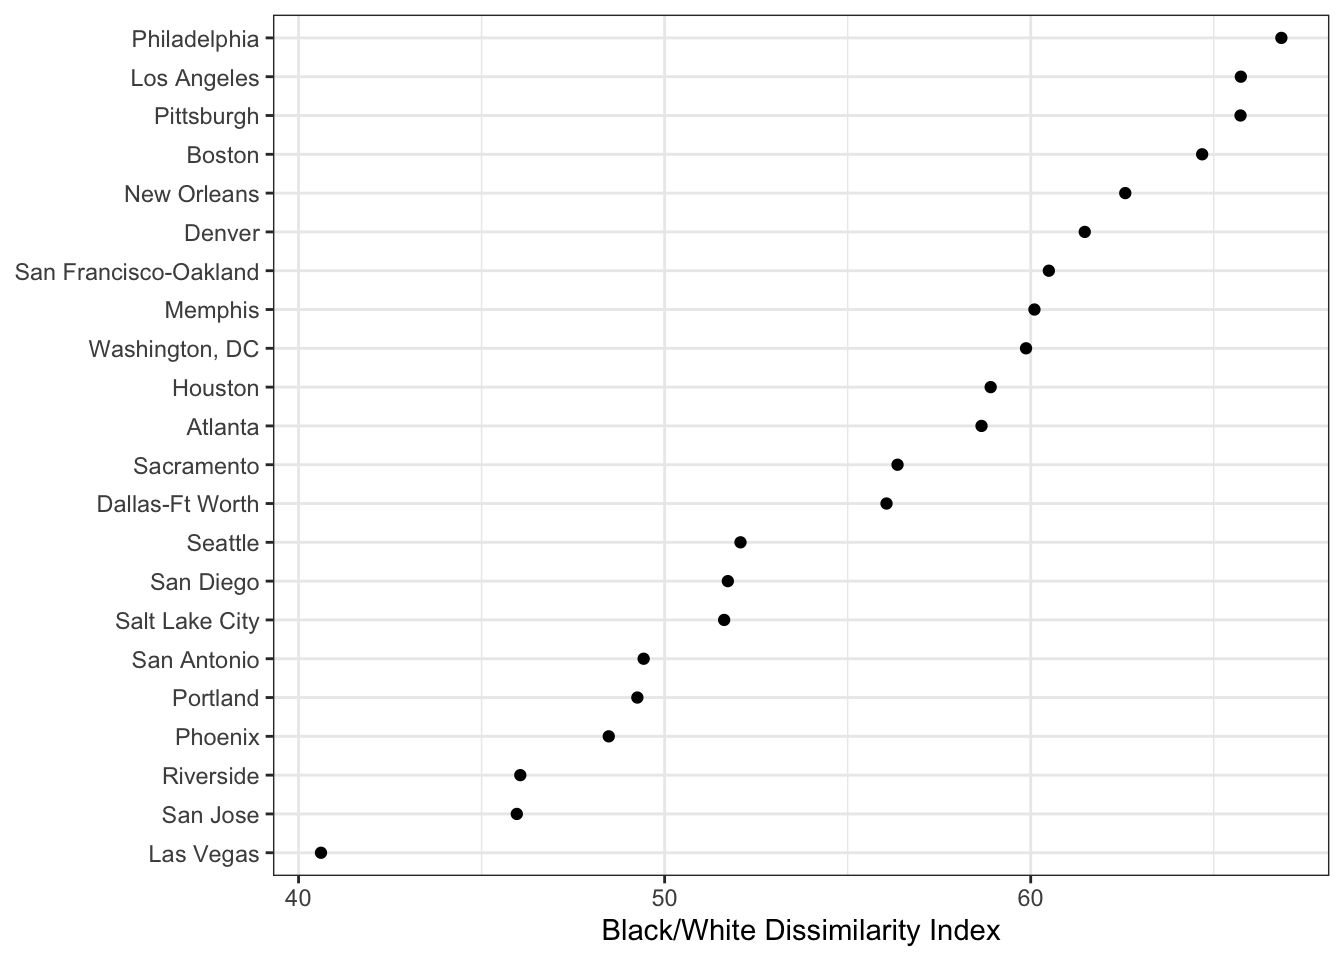 Philadelphia
Los Angeles
Pittsburgh
Boston
New Orleans
Denver
San Francisco-Oakland
Memphis
Washington, DC
Houston
Atlanta
Sacramento
Dallas-Ft Worth
Seattle
San Diego
Salt Lake City
San Antonio
Portland
Phoenix
Riverside
San Jose
Las Vegas
40 50 60
Black/White Dissimilarity Index